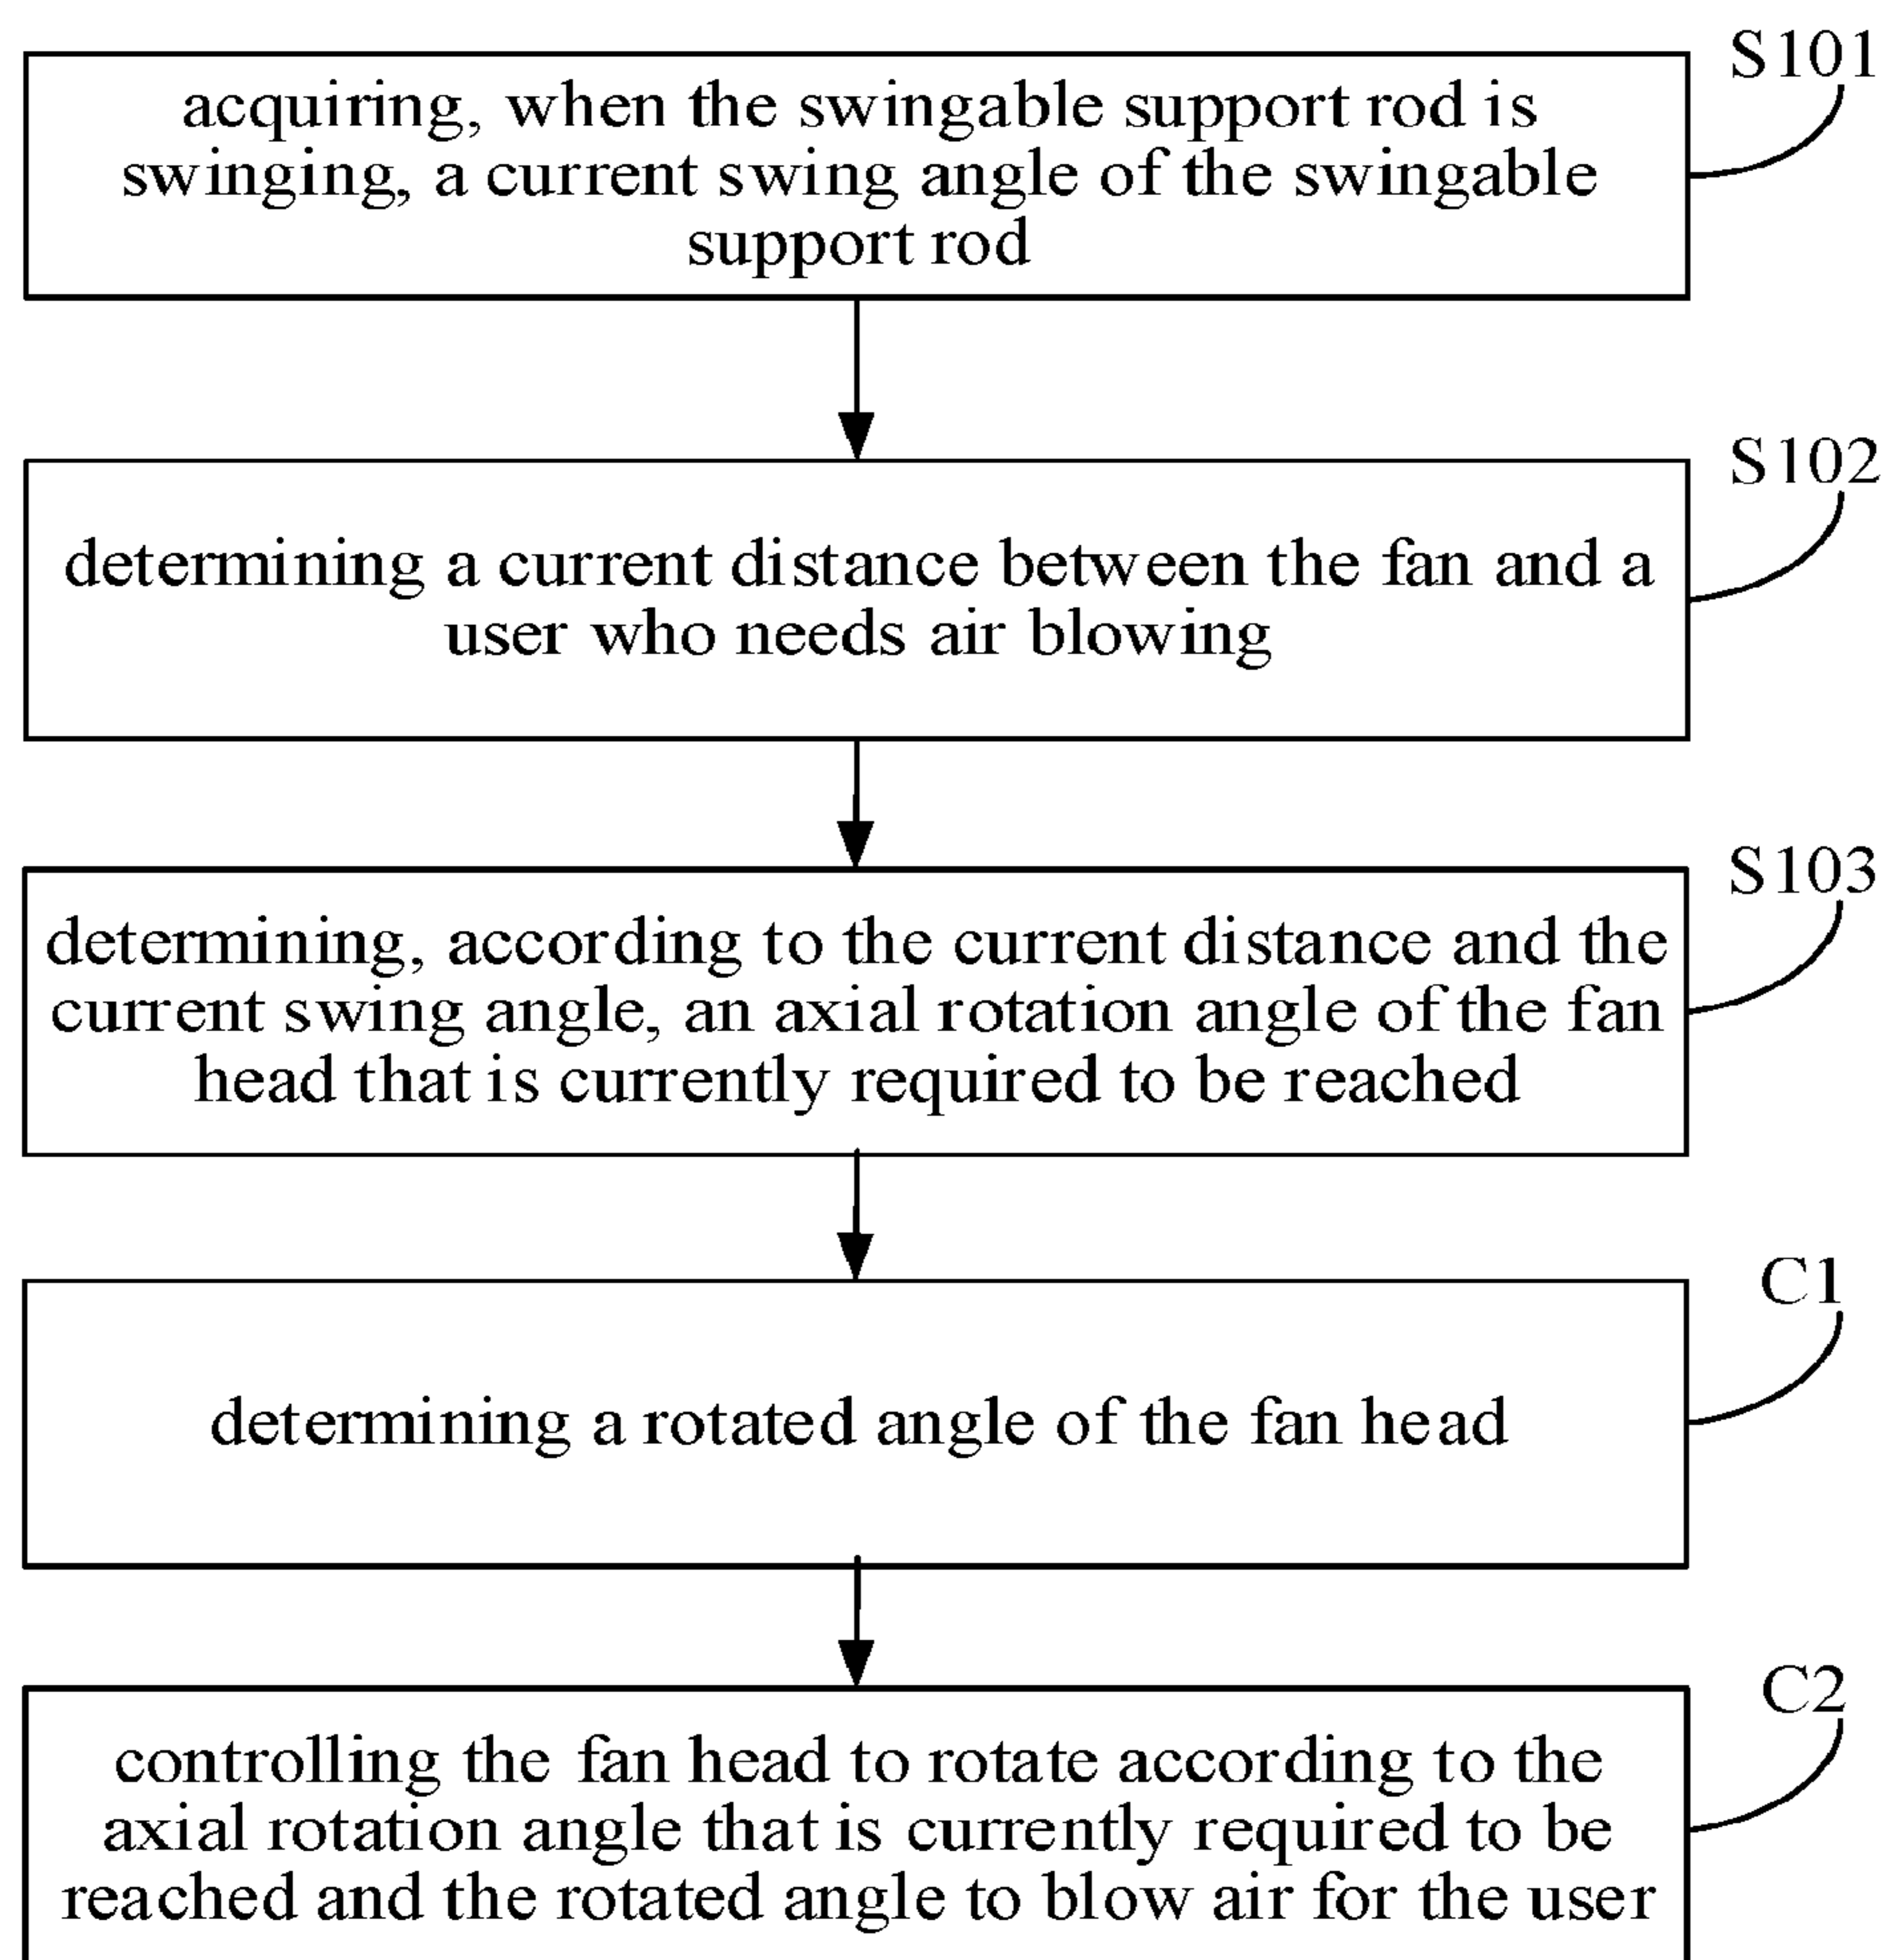 S101
acquiring, when the swingable support rod is
swinging, a current swing angle of the swingable
support rod
S102
determining a current distance between the fan and a
user who needs air blowing
S103
determining, according to the current distance and the
current swing angle, an axial rotation angle of the fan
head that is currently required to be reached
C1
determining a rotated angle of the fan head
C2
controlling the fan head to rotate according to the
axial rotation angle that is currently required to be
reached and the rotated angle to blow air for the user